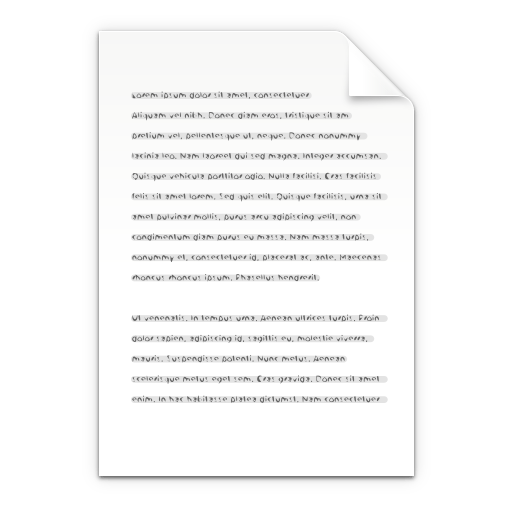 Lorem ipsum dolor sit amet, consectetuer
Aliquam vel nibh. Donec diam eros, tristique sit am
pretium vel, pellentesque ut, neque. Donec nonummy
lacinia leo. Nam laoreet dui sed magna. Integer accumsan.
Quisque vehicula porttitor odio. Nulla facilisi. Cras facilisis
felis sit amet lorem. Sed quis elit. Quisque facilisis, urna sit
amet pulvinar mollis, purus arcu adipiscing velit, non
condimentum diam purus eu massa. Nam massa turpis,
nonummy et, consectetuer id, placerat ac, ante. Maecenas
rhoncus rhoncus ipsum. Phasellus hendrerit.
Ut venenatis. In tempus urna. Aenean ultrices turpis. Proin
dolor sapien, adipiscing id, sagittis eu, molestie viverra,
mauris. Suspendisse potenti. Nunc metus. Aenean
scelerisque metus eget sem. Cras gravida. Donec sit amet
enim. In hac habitasse platea dictumst. Nam consectetuer